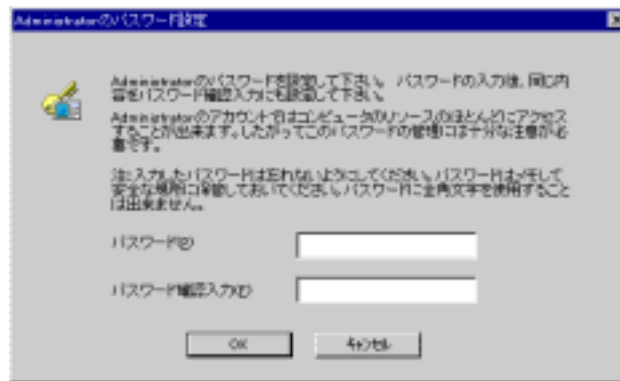 Administratorのパスワード設定
Administratorのパスワードを設定して下さい。 パスワードの入力後、同じ内
容をパスワード確認入力にも設定して下さい。
Administratorのアカウントではコンピュータのリソースのほとんどにアクセス
することが出来ます。したがってこのパスワードの管理には十分な注意が必
要です。
注:入力したパスワードは忘れないようにしてください。パスワードはメモして
安全な場所に保管しておいてください。パスワードに全角文字を使用すること
は出来ません。
パスワード(P)
パスワード確認入力
OK
キャンセル